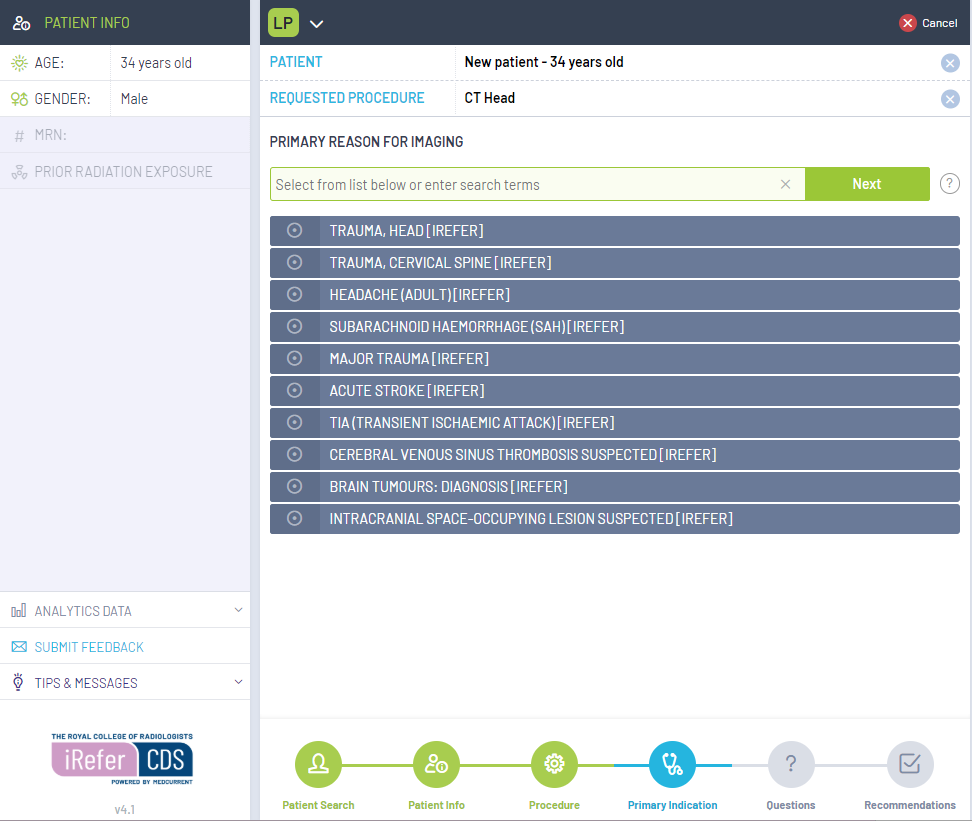 PATIENT INFO
AGE: 34 years old
GENDER: Male
# MRN:
PRIOR RADIATION EXPOSURE
ANALYTICS DATA
SUBMIT FEEDBACK
TIPS & MESSAGES
THE ROYAL COLLEGE OF RADIOLOGISTS
iRefer CDS
POWERED BY MEDCURRENT
v4.1
LP
Cancel
PATIENT New patient - 34 years old
REQUESTED PROCEDURE CT Head
PRIMARY REASON FOR IMAGING
Select from list below or enter search terms
Next
?
TRAUMA, HEAD [IREFER]
TRAUMA, CERVICAL SPINE [IREFER]
HEADACHE (ADULT) [IREFER]
SUBARACHNOID HAEMORRHAGE (SAH) [IREFER]
MAJOR TRAUMA [IREFER]
ACUTE STROKE [IREFER]
TIA (TRANSIENT ISCHAEMIC ATTACK) [IREFER]
CEREBRAL VENOUS SINUS THROMBOSIS SUSPECTED [IREFER]
BRAIN TUMOURS: DIAGNOSIS [IREFER]
INTRACRANIAL SPACE-OCCUPYING LESION SUSPECTED [IREFER]
?
Patient Search Patient Info Procedure Primary Indication Questions Recommendations